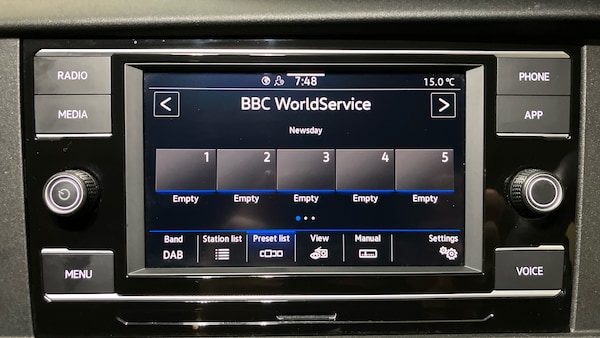 RADIO
MEDIA
MENU
7:48
15.0 °C
<
BBC WorldService
>
Newsday
1 2 3 4 5
Empty Empty Empty Empty Empty
Band Station list Preset list View Manual Settings
DAB
PHONE
APP
VOICE